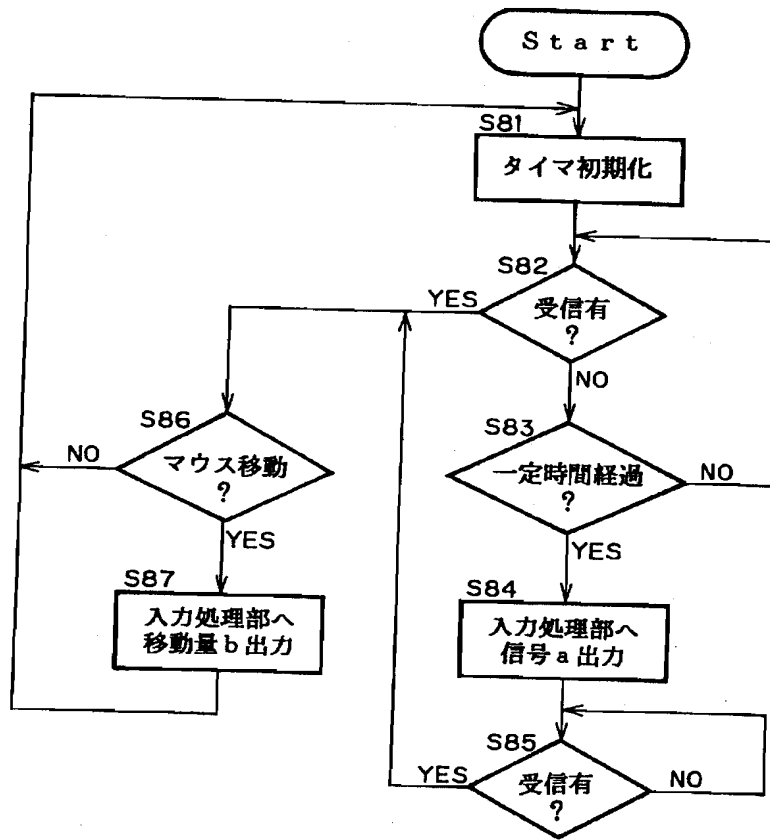 Start
S81
タイマ初期化
S82
YES
受信有
?
NO
S86
S83
NO
マウス移動
?
一定時間経過
?
NO
YES
YES
S87
S84
入力処理部へ
移動量b出力
入力処理部へ
信号a出力
S85
YES
受信有
?
NO